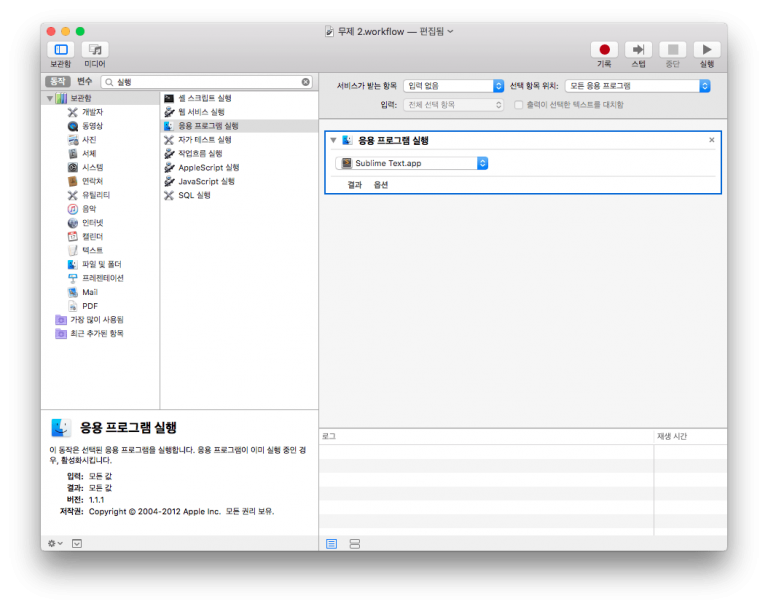 무제 2.workflow — 편집됨
보관함 미디어
기록 스텝 중단 실행
동작 변수 실행
보관함
개발자
동영상
사진
서체
시스템
연락처
유틸리티
음악
인터넷
캘린더
텍스트
파일 및 폴더
프레젠테이션
Mail
PDF
가장 많이 사용됨
최근 추가된 항목
셸 스크립트 실행
웹 서비스 실행
응용 프로그램 실행
자가 테스트 실행
작업흐름 실행
AppleScript 실행
JavaScript 실행
SQL 실행
서비스가 받는 항목 입력 없음 선택 항목 위치: 모든 응용 프로그램
입력: 전체 선택 항목 출력이 선택한 텍스트를 대치함
응용 프로그램 실행
Sublime Text.app
결과 옵션
응용 프로그램 실행
이 동작은 선택된 응용 프로그램을 실행합니다. 응용 프로그램이 이미 실행 중인 경
우, 활성화시킵니다.
입력: 모든 값
결과: 모든 값
버전: 1.1.1
저작권: Copyright © 2004-2012 Apple Inc. 모든 권리 보유.
로그 재생 시간